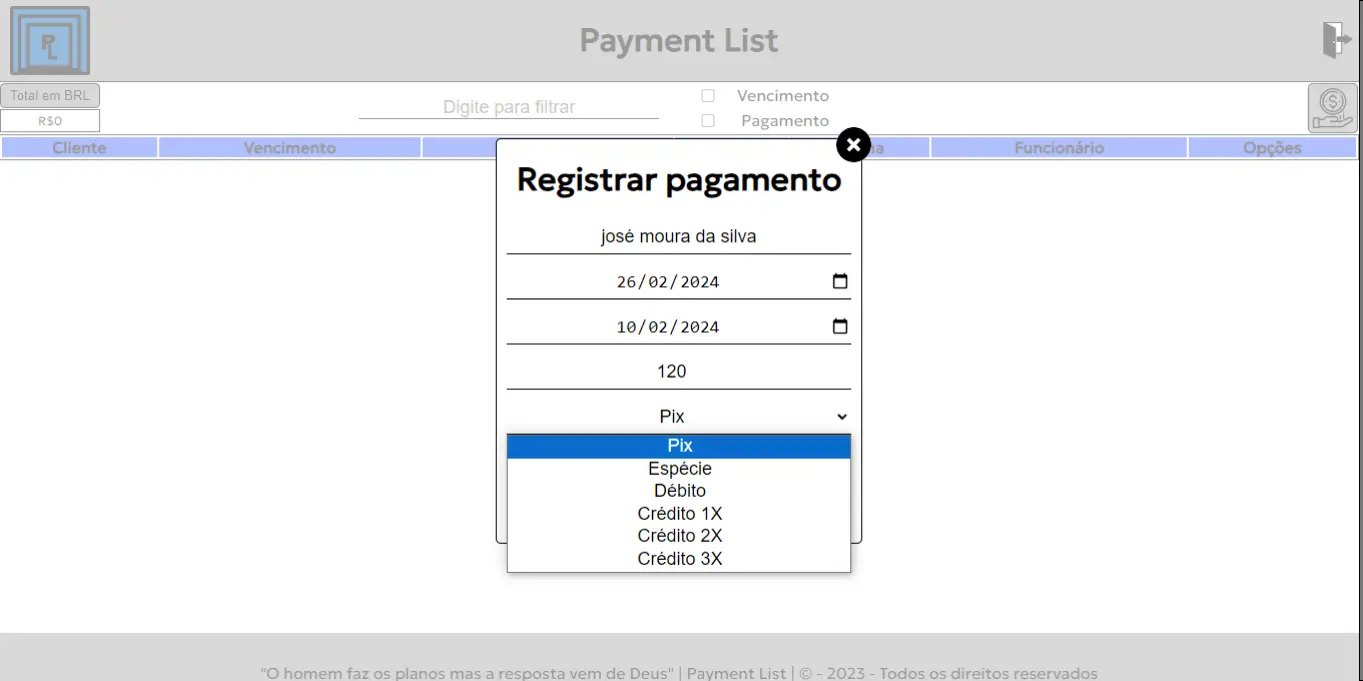 PL
Payment List
Total em BRL
R$0
Digite para filtrar
Vencimento
Pagamento
Cliente Vencimento Funcionário Opções
Registrar pagamento
josé moura da silva
26/02/2024
10/02/2024
120
Pix
Pix
Espécie
Débito
Crédito 1X
Crédito 2X
Crédito 3X
"O homem faz os planos mas a resposta vem de Deus" | Payment List | © - 2023 - Todos os direitos reservados